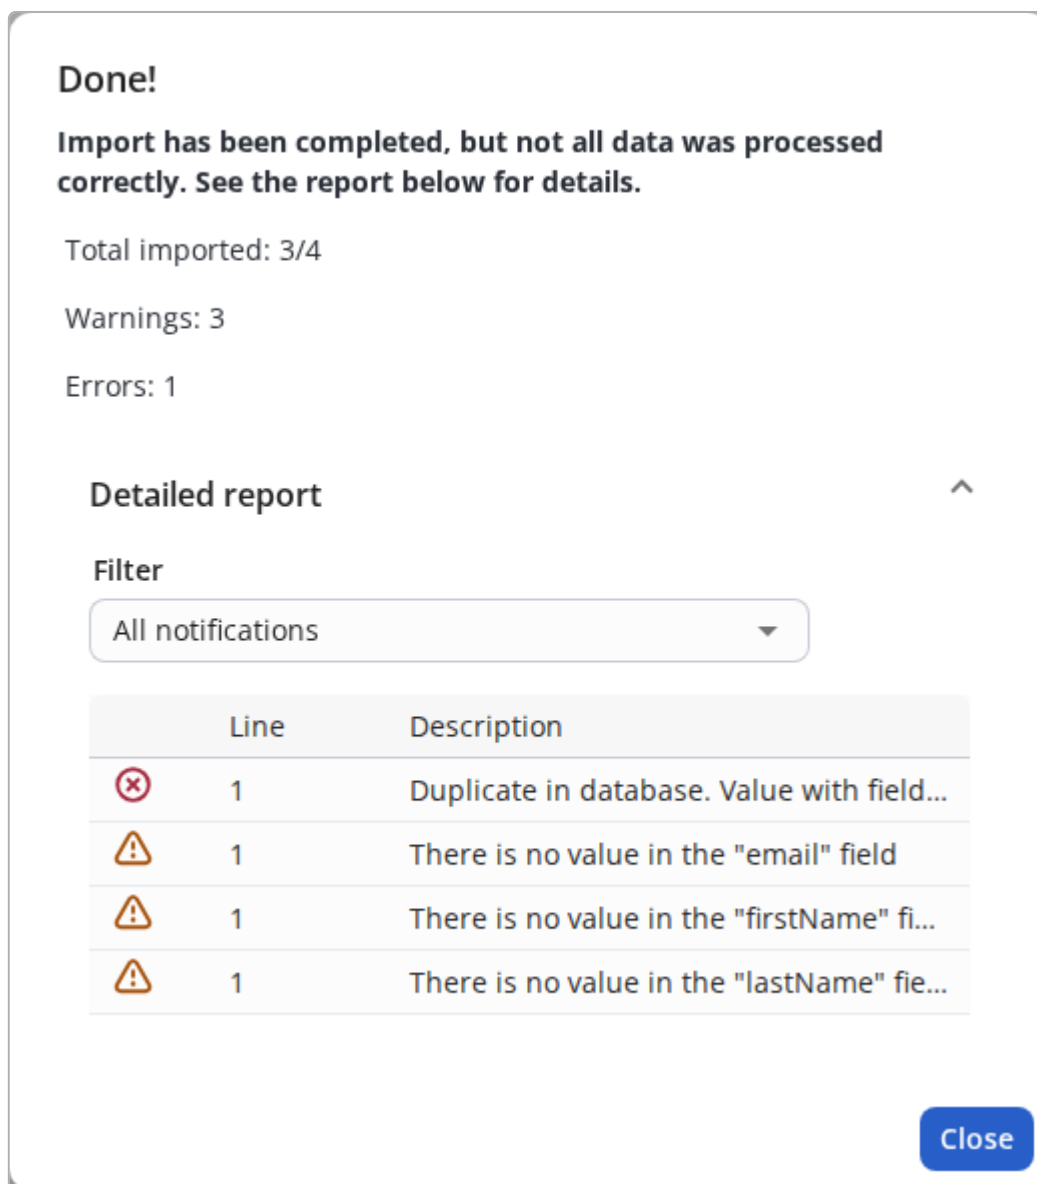 Done!
Import has been completed, but not all data was processed
correctly. See the report below for details.
Total imported: 3/4
Warnings: 3
Errors: 1
Detailed report
Filter
All notifications
Line Description
1 Duplicate in database. Value with field...
1 There is no value in the "email" field
1 There is no value in the "firstName" fi...
1 There is no value in the "lastName" fie...
Close